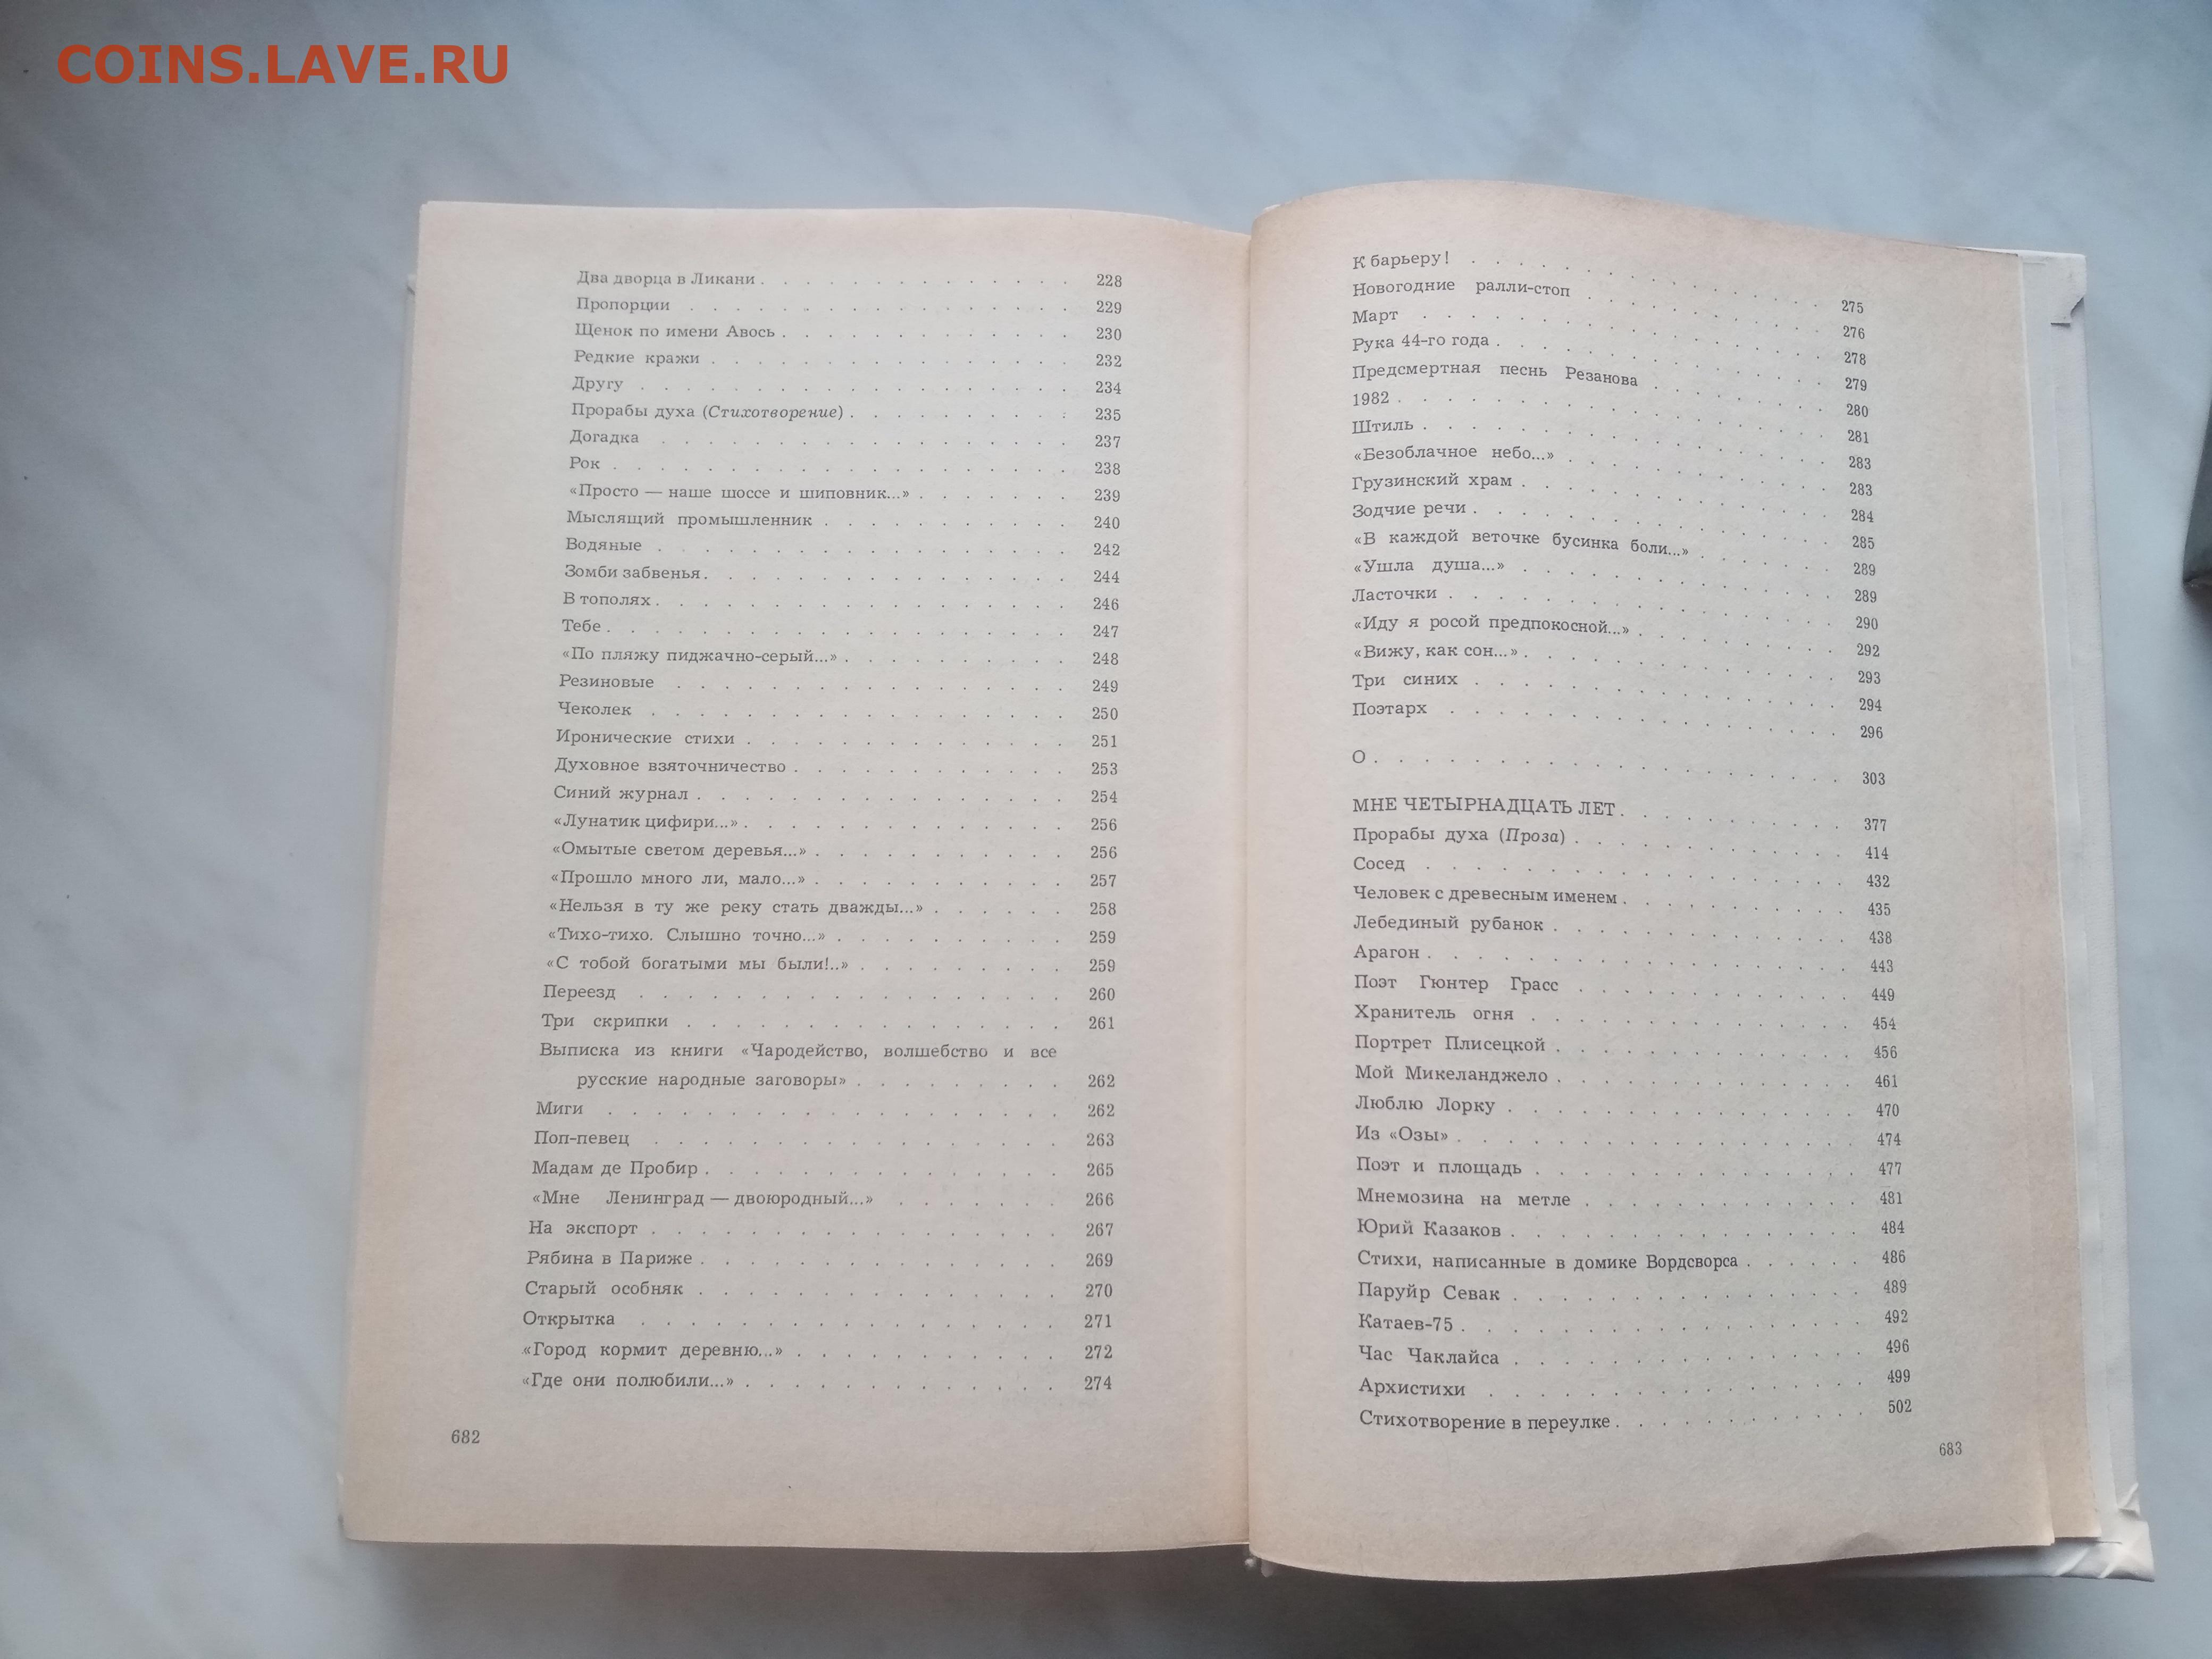 COINS.LAVE.RU
Два дворца в Ликани . . . . . . . . . . . . . . 228
Пропорции . . . . . . . . . . . . . . . . . 229
Щенок по имени Авось . . . . . . . . . . . . . 230
Редкие кражи . . . . . . . . . . . . . . . . 232
Другу . . . . . . . . . . . . . . . . . . . 234
Прорабы духа (Стихотворение) . . . . . . . . . . 235
Догадка . . . . . . . . . . . . . . . . . . 237
Рок . . . . . . . . . . . . . . . . . . . . 238
«Просто — наше шоссе и шиповник...» . . . . . . . 239
Мыслящий промышленник . . . . . . . . . . . 240
Водяные . . . . . . . . . . . . . . . . . . 242
Зомби забвенья . . . . . . . . . . . . . . . . 244
В тополях . . . . . . . . . . . . . . . . . . 246
Тебе . . . . . . . . . . . . . . . . . . . . 247
«По пляжу пиджачно-серый...» . . . . . . . . . . 248
Резиновые . . . . . . . . . . . . . . . . . 249
Чеколек . . . . . . . . . . . . . . . . . . 250
Иронические стихи . . . . . . . . . . . . . . 251
Духовное взяточничество . . . . . . . . . . . . 253
Синий журнал . . . . . . . . . . . . . . . . 254
«Лунатик цифири...» . . . . . . . . . . . . . . 256
«Омытые светом деревья...» . . . . . . . . . . . 256
«Прошло много ли, мало...» . . . . . . . . . . . 257
«Нельзя в ту же реку стать дважды...» . . . . . . 258
«Тихо-тихо. Слышно точно...» . . . . . . . . . . 259
«С тобой богатыми мы были!..» . . . . . . . . . 259
Переезд . . . . . . . . . . . . . . . . . . 260
Три скрипки . . . . . . . . . . . . . . . . 261
Выписка из книги «Чародейство, волшебство и все
русские народные заговоры» . . . . . . . . . 262
Миги . . . . . . . . . . . . . . . . . . . 262
Поп-певец . . . . . . . . . . . . . . . . . 263
Мадам де Пробир . . . . . . . . . . . . . . . 265
«Мне Ленинград — двоюродный...» . . . . . . . 266
На экспорт . . . . . . . . . . . . . . . . . 267
Рябина в Париже . . . . . . . . . . . . . . . 269
Старый особняк . . . . . . . . . . . . . . . 270
Открытка . . . . . . . . . . . . . . . . . 271
«Город кормит деревню...» . . . . . . . . . . . 272
«Где они полюбили...» . . . . . . . . . . . . . 274
682
К барьеру! . . . . . . . . . . . . . . . 275
Новогодние ралли-стоп . . . . . . . . . . 276
Март . . . . . . . . . . . . . . . . . 278
Рука 44-го года . . . . . . . . . . . . . . 279
Предсмертная песнь Резанова . . . . . . . . 280
1982 . . . . . . . . . . . . . . . . . . 281
Штиль . . . . . . . . . . . . . . . . . 283
«Безоблачное небо...» . . . . . . . . . . . 283
Грузинский храм . . . . . . . . . . . . . 284
Зодчие речи . . . . . . . . . . . . . . . 285
«В каждой веточке бусинка боли...» . . . . . . 289
«Ушла душа...» . . . . . . . . . . . . . 289
Ласточки . . . . . . . . . . . . . . . . 290
«Иду я росой предпокосной...» . . . . . . . . 292
«Вижу, как сон...» . . . . . . . . . . . . . 293
Три синих . . . . . . . . . . . . . . . 294
Поэтарх . . . . . . . . . . . . . . . . 296
О . . . . . . . . . . . . . . . . . . . 303
МНЕ ЧЕТЫРНАДЦАТЬ ЛЕТ . . . . . . . . . . 377
Прорабы духа (Проза) . . . . . . . . . . . 414
Сосед . . . . . . . . . . . . . . . . . 432
Человек с древесным именем . . . . . . . . . 435
Лебединый рубанок . . . . . . . . . . . . 438
Арагон . . . . . . . . . . . . . . . . . 443
Поэт Гюнтер Грасс . . . . . . . . . . . 449
Хранитель огня . . . . . . . . . . . . . 454
Портрет Плисецкой . . . . . . . . . . . . 456
Мой Микеланджело . . . . . . . . . . . . 461
Люблю Лорку . . . . . . . . . . . . . . 470
Из «Озы» . . . . . . . . . . . . . . . . 474
Поэт и площадь . . . . . . . . . . . . . 477
Мнемозина на метле . . . . . . . . . . . 481
Юрий Казаков . . . . . . . . . . . . . . 484
Стихи, написанные в домике Вордсворса . . . . . 486
Паруйр Севак . . . . . . . . . . . . . . 489
Катаев-75 . . . . . . . . . . . . . . . . 492
Час Чаклайса . . . . . . . . . . . . . . 496
Архистихи . . . . . . . . . . . . . . . 499
Стихотворение в переулке . . . . . . . . . . 502
683